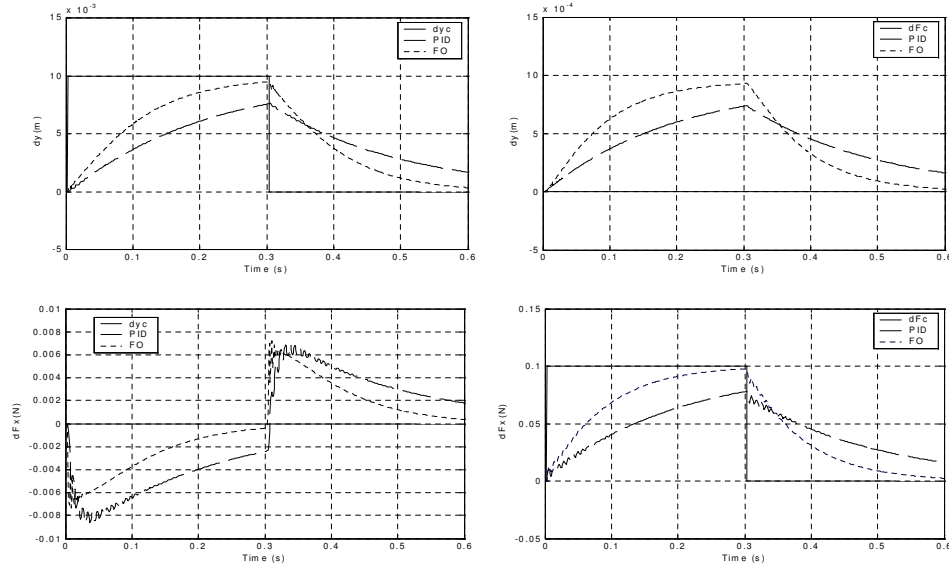 x 10 -3
15
10
5
0
-5
dy(m)
0 0.1 0.2 0.3 0.4 0.5 0.6
Time (s)
dyc
PID
FO
x 10 -4
15
10
5
0
-5
dy(m)
0 0.1 0.2 0.3 0.4 0.5 0.6
Time (s)
dFc
PID
FO
0.01
0.008
0.006
0.004
0.002
0
-0.002
-0.004
-0.006
-0.008
-0.01
dFx(N)
0 0.1 0.2 0.3 0.4 0.5 0.6
Time (s)
dyc
PID
FO
0.15
0.1
0.05
0
-0.05
dFx(N)
0 0.1 0.2 0.3 0.4 0.5 0.6
Time (s)
dFc
PID
FO